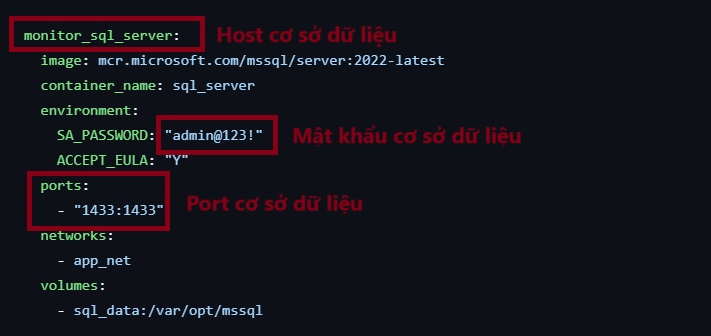 monitor_sql_server: Host cơ sở dữ liệu
image: mcr.microsoft.com/mssql/server:2022-latest
container_name: sql_server
environment:
SA_PASSWORD: "admin@123!" Mật khẩu cơ sở dữ liệu
ACCEPT_EULA: "Y"
ports:
- "1433:1433" Port cơ sở dữ liệu
networks:
- app_net
volumes:
- sql_data:/var/opt/mssql